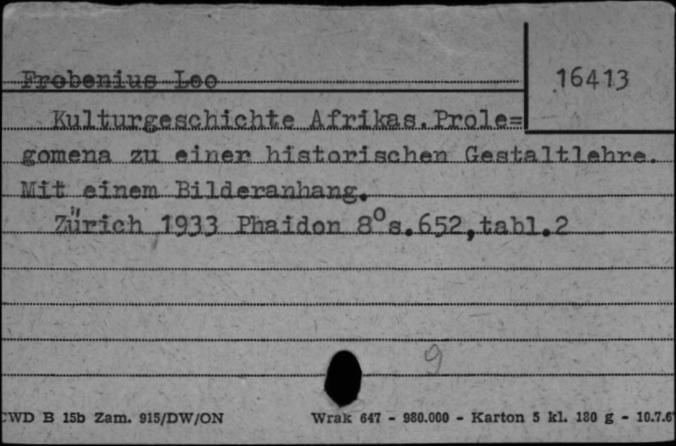 Frobenius Leo
16413
Kulturgeschichte Afrikas.Prole=
gomena zu einer historischen Gestaltlehre.
Mit einem Bilderanhang.
Zürich 1933 Phaidon 8°s.652,tabl.2
9
CWD B 15b Zam. 915/DW/ON Wrak 647 - 980.000 - Karton 5 kl. 180 g - 10.7.6